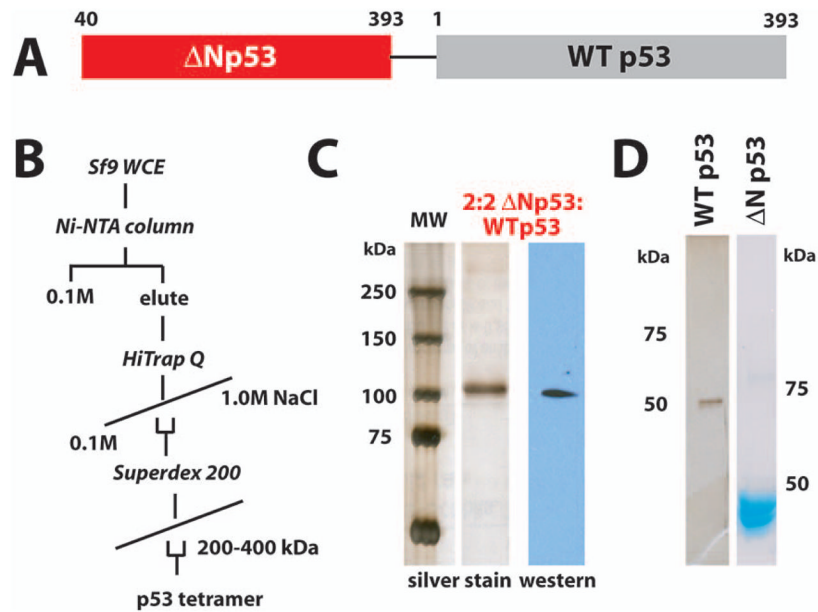 A
40 393 1 393
ΔNp53 WT p53
B
Sf9 WCE
Ni-NTA column
0.1M elute
HiTrap Q
1.0M NaCl
0.1M
Superdex 200
200-400 kDa
p53 tetramer
C
2:2 ΔNp53:
WTp53
MW
kDa
250
150
100
75
silver stain western
D
WT p53
ΔN p53
kDa
75
50
kDa
75
50